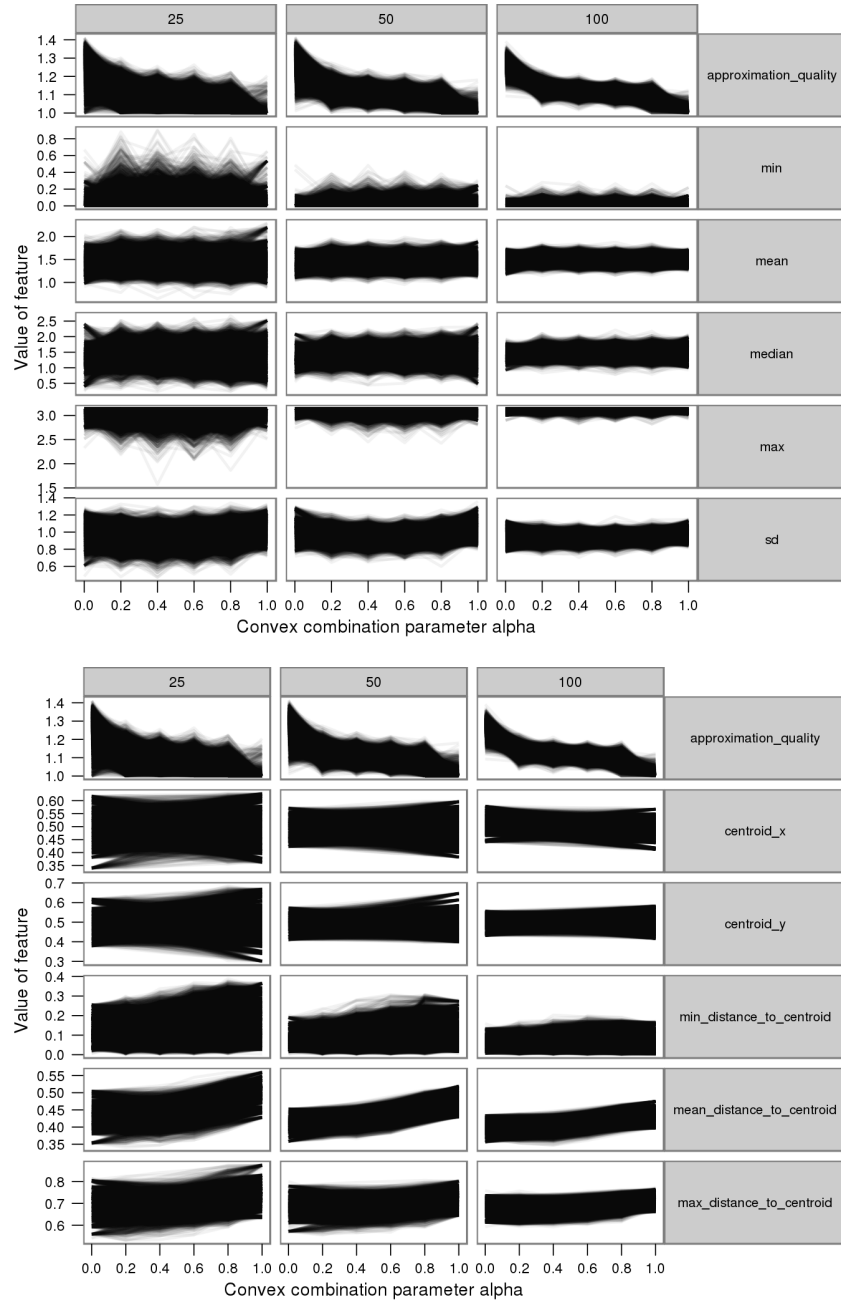 25 50 100
1.4
1.3
1.2
1.1
1.0
approximation_quality
0.8
0.6
0.4
0.2
0.0
min
2.0
1.5
1.0
mean
2.5
2.0
1.5
1.0
0.5
median
3.0
2.5
2.0
1.5
max
1.4
1.2
1.0
0.8
0.6
sd
Value of feature
0.0 0.2 0.4 0.6 0.8 1.0 0.0 0.2 0.4 0.6 0.8 1.0 0.0 0.2 0.4 0.6 0.8 1.0
Convex combination parameter alpha
25 50 100
1.4
1.3
1.2
1.1
1.0
approximation_quality
0.60
0.55
0.50
0.45
0.40
0.35
centroid_x
0.7
0.6
0.5
0.4
0.3
centroid_y
0.4
0.3
0.2
0.1
0.0
min_distance_to_centroid
0.55
0.50
0.45
0.40
0.35
mean_distance_to_centroid
0.8
0.7
0.6
max_distance_to_centroid
Value of feature
0.0 0.2 0.4 0.6 0.8 1.0 0.0 0.2 0.4 0.6 0.8 1.0 0.0 0.2 0.4 0.6 0.8 1.0
Convex combination parameter alpha